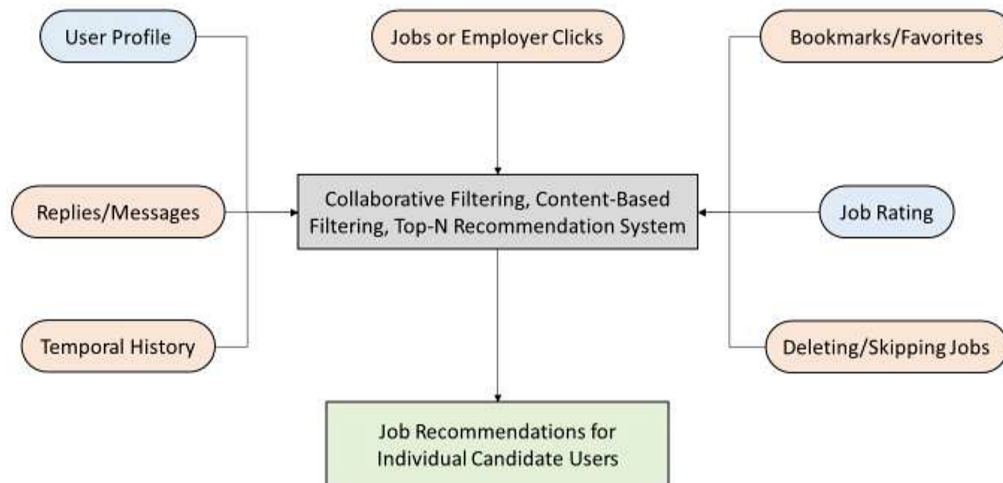 User Profile
Jobs or Employer Clicks
Bookmarks/Favorites
Replies/Messages
Collaborative Filtering, Content-Based
Filtering, Top-N Recommendation System
Job Rating
Temporal History
Deleting/Skipping Jobs
Job Recommendations for
Individual Candidate Users